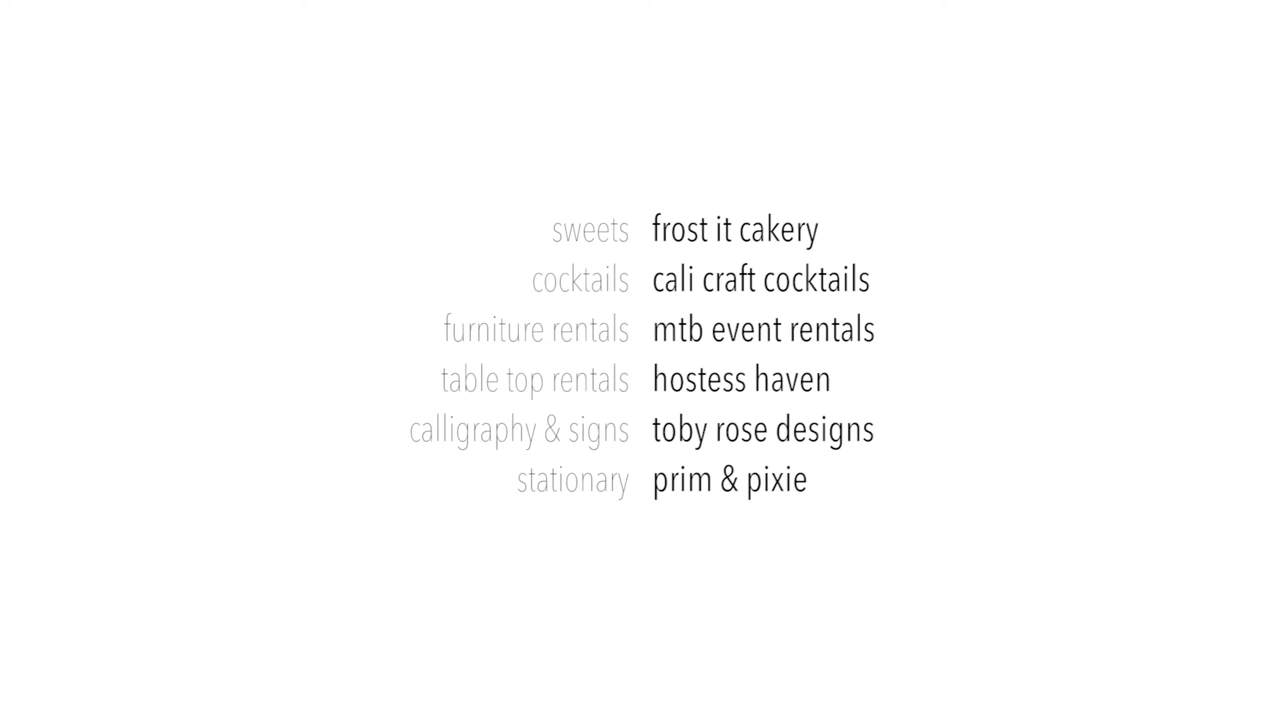 sweets frost it cakery
cocktails cali craft cocktails
furniture rentals mtb event rentals
table top rentals hostess haven
calligraphy & signs toby rose designs
stationary prim & pixie